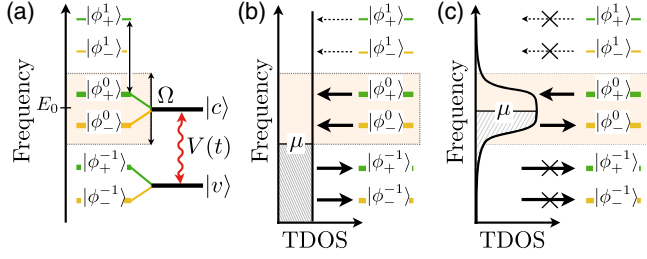 (a)
Frequency
E₀
|ϕ₊¹⟩
|ϕ₋¹⟩
|ϕ₊⁰⟩
|ϕ₋⁰⟩
|ϕ₊⁻¹⟩
|ϕ₋⁻¹⟩
Ω
|c⟩
V(t)
|v⟩
(b)
Frequency
μ
TDOS
|ϕ₊¹⟩
|ϕ₋¹⟩
|ϕ₊⁰⟩
|ϕ₋⁰⟩
|ϕ₊⁻¹⟩
|ϕ₋⁻¹⟩
(c)
Frequency
μ
TDOS
|ϕ₊¹⟩
|ϕ₋¹⟩
|ϕ₊⁰⟩
|ϕ₋⁰⟩
|ϕ₊⁻¹⟩
|ϕ₋⁻¹⟩